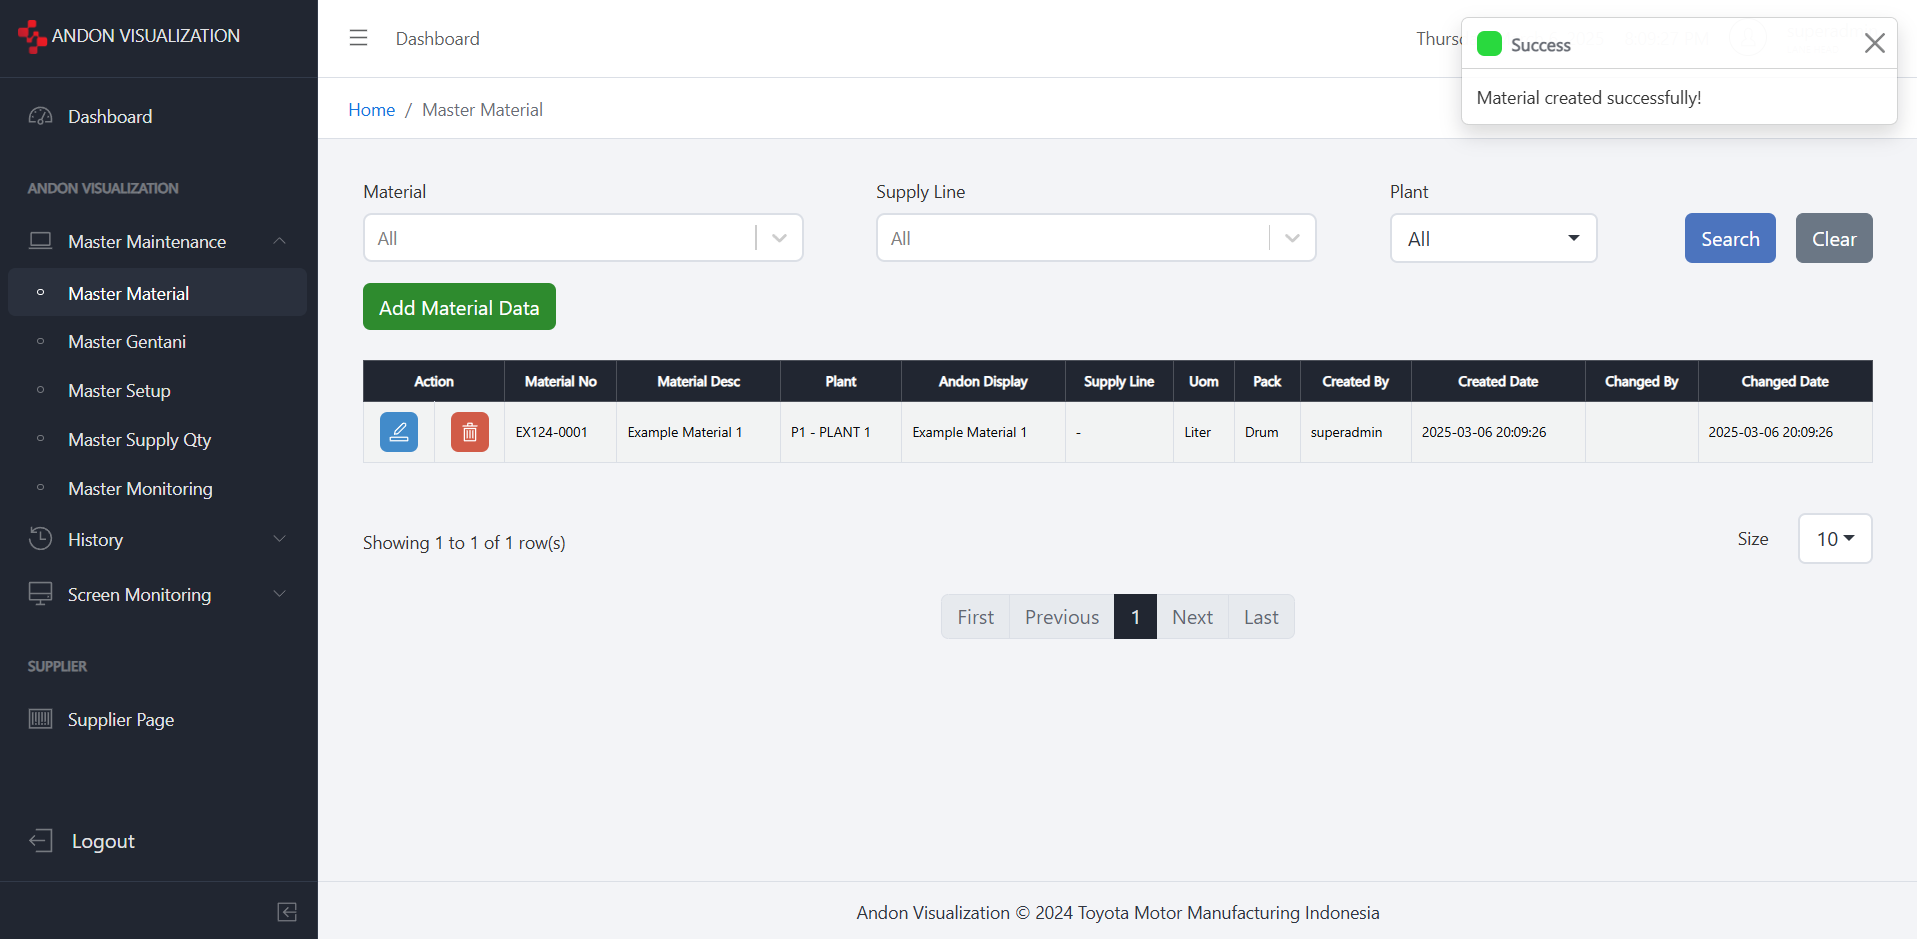 ANDON VISUALIZATION
Dashboard
ANDON VISUALIZATION
Master Maintenance
Master Material
Master Gentani
Master Setup
Master Supply Qty
Master Monitoring
History
Screen Monitoring
SUPPLIER
Supplier Page
Logout
Dashboard
Success
Material created successfully!
Home / Master Material
Material
All
Supply Line
All
Plant
All
Search
Clear
Add Material Data
Action Material No Material Desc Plant Andon Display Supply Line Uom Pack Created By Created Date Changed By Changed Date
EX124-0001 Example Material 1 P1 - PLANT 1 Example Material 1 - Liter Drum superadmin 2025-03-06 20:09:26 2025-03-06 20:09:26
Showing 1 to 1 of 1 row(s)
Size 10
First Previous 1 Next Last
Andon Visualization © 2024 Toyota Motor Manufacturing Indonesia